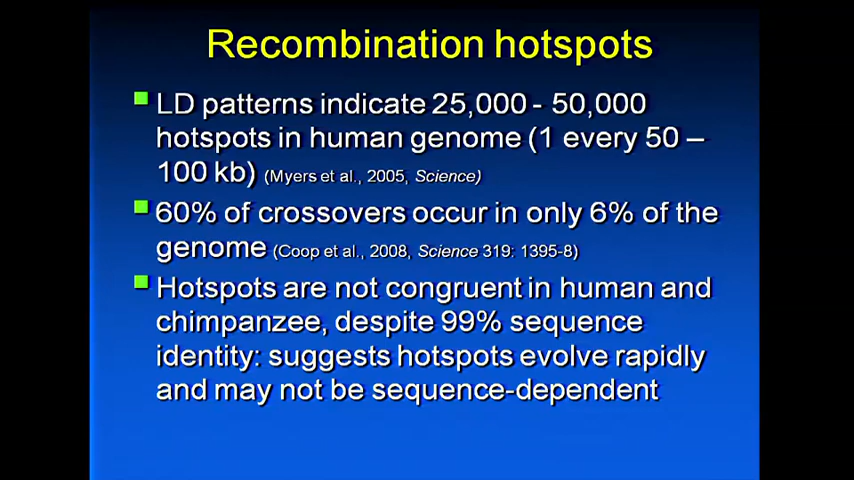 Recombination hotspots
LD patterns indicate 25,000 - 50,000
hotspots in human genome (1 every 50 –
100 kb) (Myers et al., 2005, Science)
60% of crossovers occur in only 6% of the
genome (Coop et al., 2008, Science 319: 1395-8)
Hotspots are not congruent in human and
chimpanzee, despite 99% sequence
identity: suggests hotspots evolve rapidly
and may not be sequence-dependent